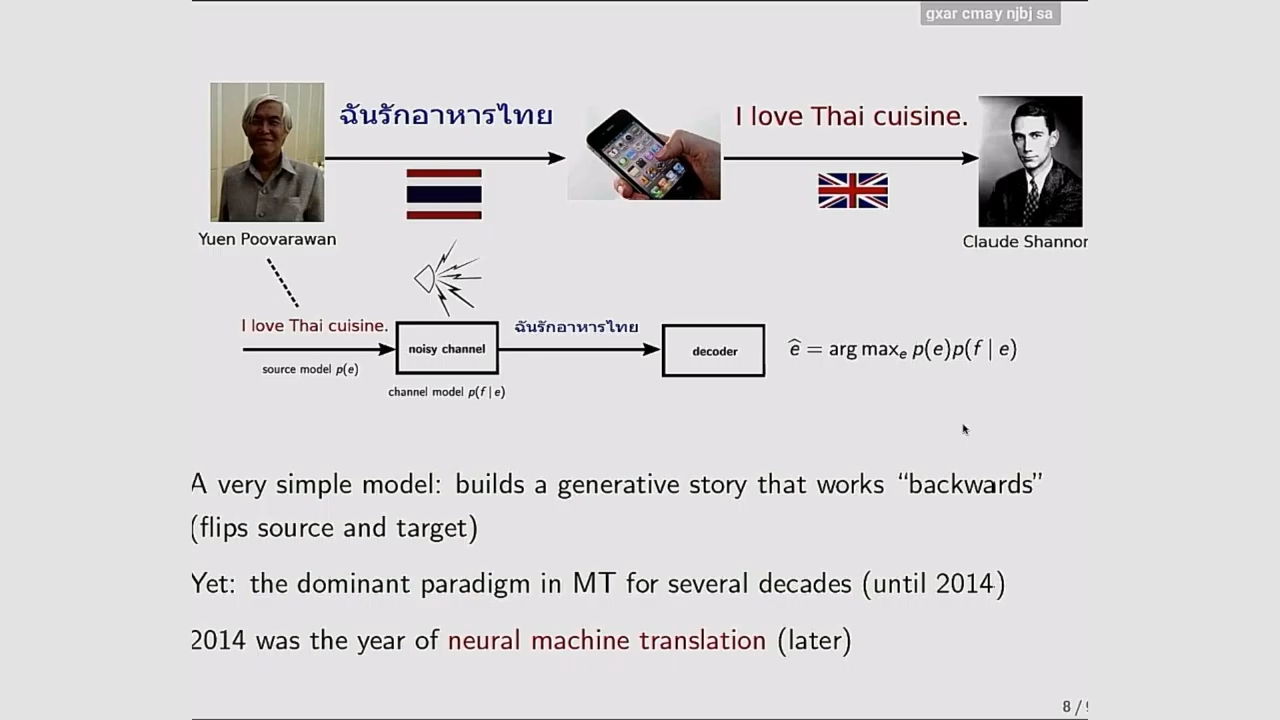 gxar cmay njbj sa
ฉันรักอาหารไทย
I love Thai cuisine.
Yuen Poovarawan
Claude Shannor
I love Thai cuisine.
noisy channel
ฉันรักอาหารไทย
decoder
ê = arg maxₑ p(e)p(f | e)
source model p(e)
channel model p(f | e)
A very simple model: builds a generative story that works “backwards”
(flips source and target)
Yet: the dominant paradigm in MT for several decades (until 2014)
2014 was the year of neural machine translation (later)
8 /